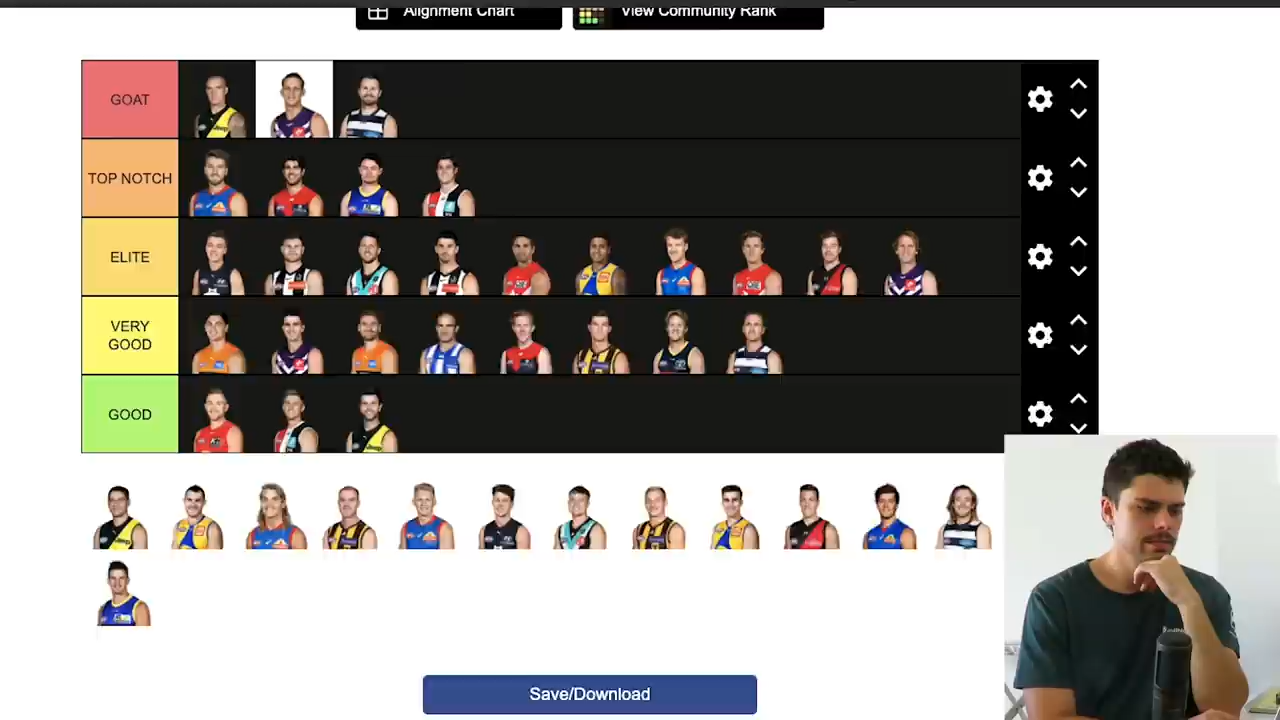 Alignment Chart
View Community Rank
GOAT
TOP NOTCH
ELITE
VERY
GOOD
GOOD
Save/Download